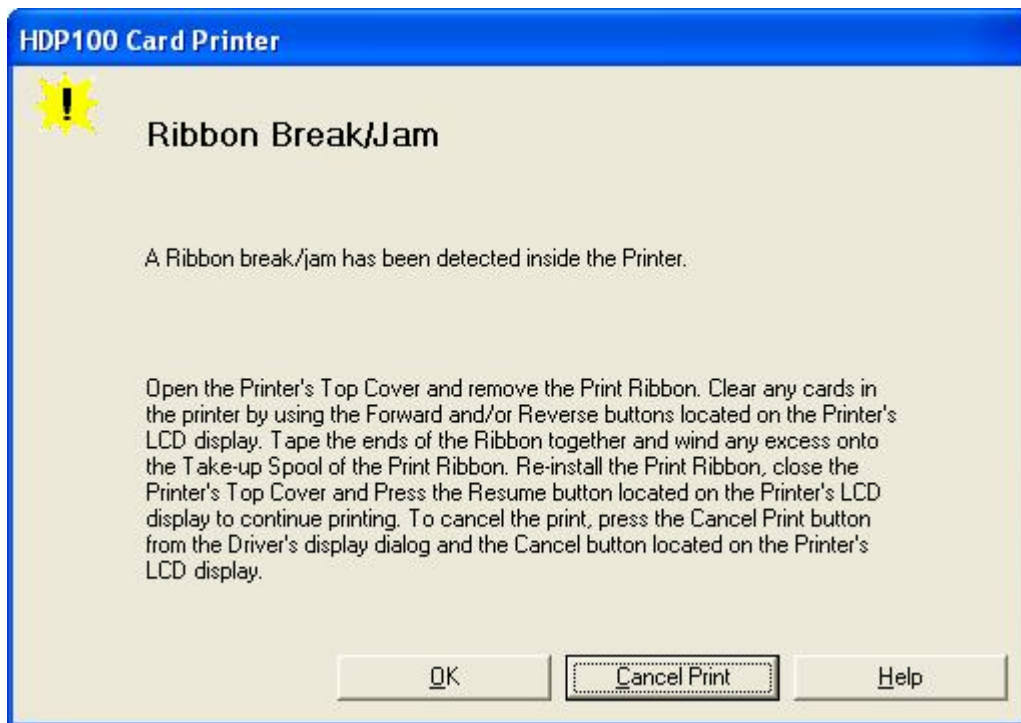 HDP100 Card Printer
!
Ribbon Break/Jam
A Ribbon break/jam has been detected inside the Printer.
Open the Printer's Top Cover and remove the Print Ribbon. Clear any cards in
the printer by using the Forward and/or Reverse buttons located on the Printer's
LCD display. Tape the ends of the Ribbon together and wind any excess onto
the Take-up Spool of the Print Ribbon. Re-install the Print Ribbon, close the
Printer's Top Cover and Press the Resume button located on the Printer's LCD
display to continue printing. To cancel the print, press the Cancel Print button
from the Driver's display dialog and the Cancel button located on the Printer's
LCD display.
OK Cancel Print Help